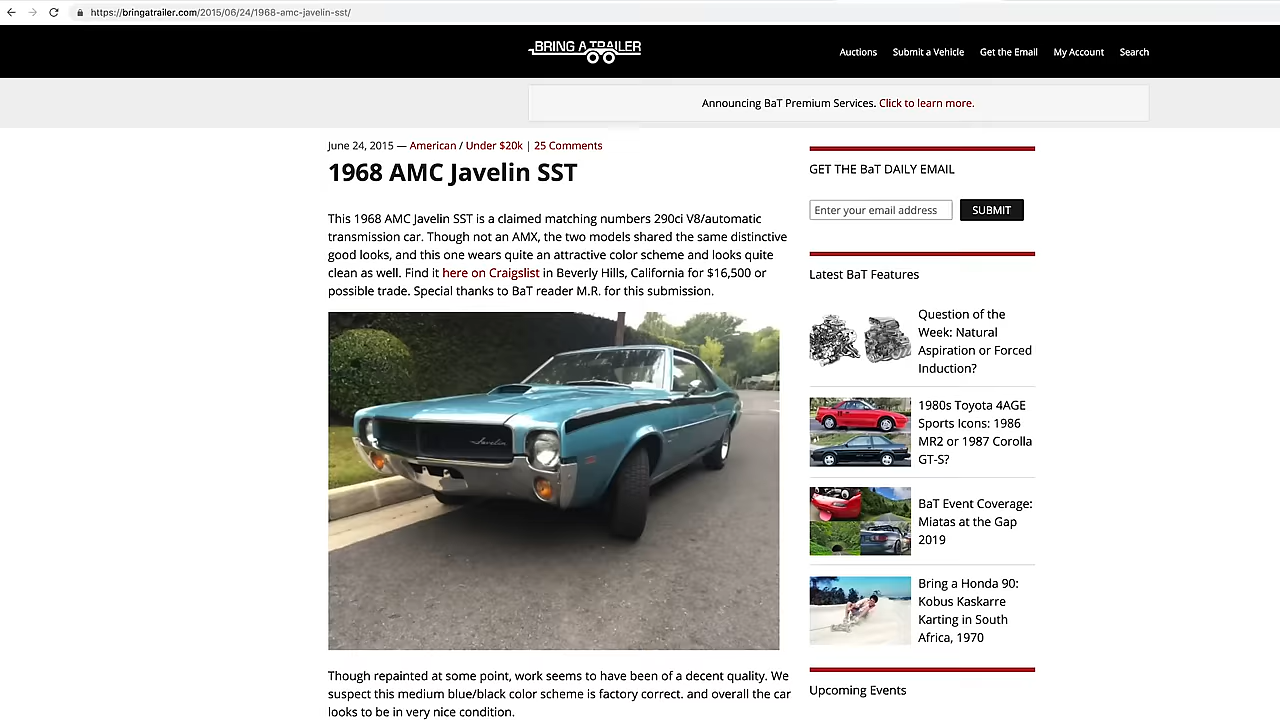 https://bringatrailer.com/2015/06/24/1968-amc-javelin-sst/
BRING A TRAILER
Auctions Submit a Vehicle Get the Email My Account Search
Announcing BaT Premium Services. Click to learn more.
June 24, 2015 — American / Under $20k | 25 Comments
1968 AMC Javelin SST
This 1968 AMC Javelin SST is a claimed matching numbers 290ci V8/automatic
transmission car. Though not an AMX, the two models shared the same distinctive
good looks, and this one wears quite an attractive color scheme and looks quite
clean as well. Find it here on Craigslist in Beverly Hills, California for $16,500 or
possible trade. Special thanks to BaT reader M.R. for this submission.
Javelin
Though repainted at some point, work seems to have been of a decent quality. We
suspect this medium blue/black color scheme is factory correct. and overall the car
looks to be in very nice condition.
GET THE BaT DAILY EMAIL
Enter your email address SUBMIT
Latest BaT Features
Question of the
Week: Natural
Aspiration or Forced
Induction?
1980s Toyota 4AGE
Sports Icons: 1986
MR2 or 1987 Corolla
GT-S?
BaT Event Coverage:
Miatas at the Gap
2019
Bring a Honda 90:
Kobus Kaskarre
Karting in South
Africa, 1970
Upcoming Events